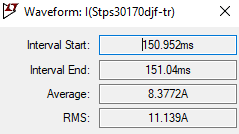 Waveform: I(Stps30170djf-tr)
Interval Start: 150.952ms
Interval End: 151.04ms
Average: 8.3772A
RMS: 11.139A